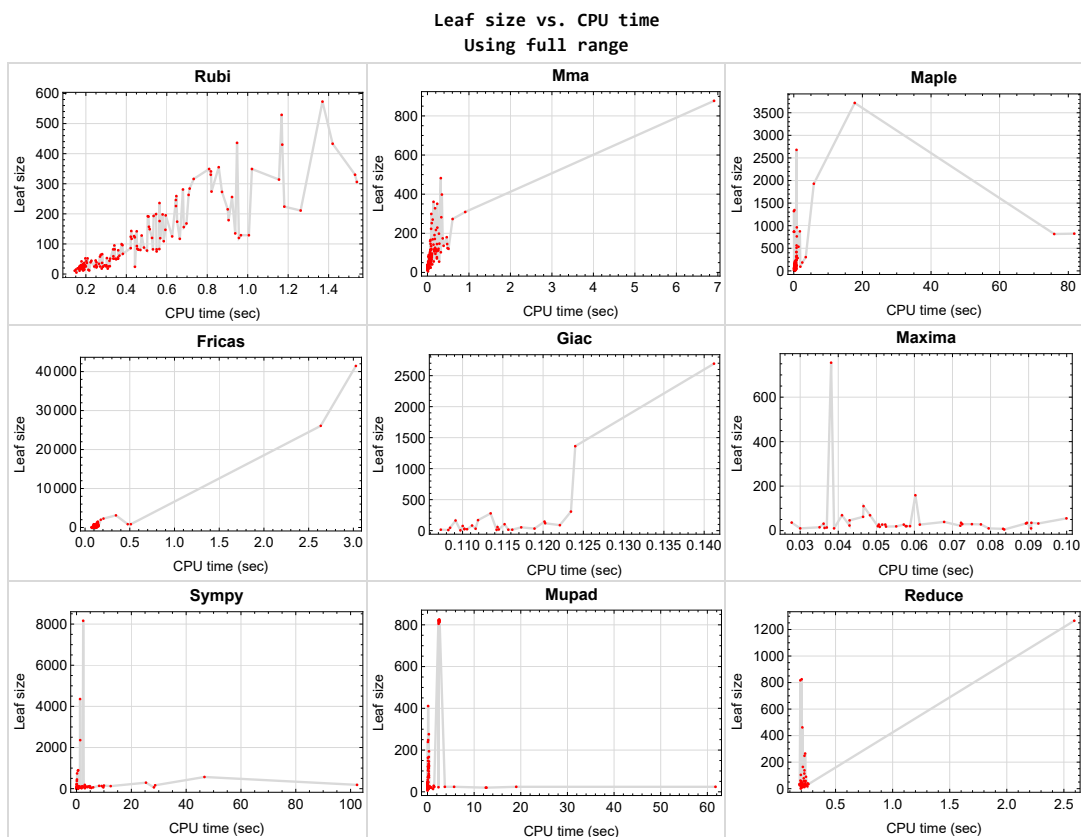 Leaf size vs. CPU time
Using full range
Rubi
Leaf size
600
500
400
300
200
100
0
0.2 0.4 0.6 0.8 1.0 1.2 1.4
CPU time (sec)
Mma
Leaf size
800
600
400
200
0
0 1 2 3 4 5 6 7
CPU time (sec)
Maple
Leaf size
3500
3000
2500
2000
1500
1000
500
0
0 20 40 60 80
CPU time (sec)
Fricas
Leaf size
40000
30000
20000
10000
0
0.0 0.5 1.0 1.5 2.0 2.5 3.0
CPU time (sec)
Giac
Leaf size
2500
2000
1500
1000
500
0
0.110 0.115 0.120 0.125 0.130 0.135 0.140
CPU time (sec)
Maxima
Leaf size
600
400
200
0
0.03 0.04 0.05 0.06 0.07 0.08 0.09 0.10
CPU time (sec)
Sympy
Leaf size
8000
6000
4000
2000
0
0 20 40 60 80 100
CPU time (sec)
Mupad
Leaf size
800
600
400
200
0
0 10 20 30 40 50 60
CPU time (sec)
Reduce
Leaf size
1200
1000
800
600
400
200
0
0.5 1.0 1.5 2.0 2.5
CPU time (sec)